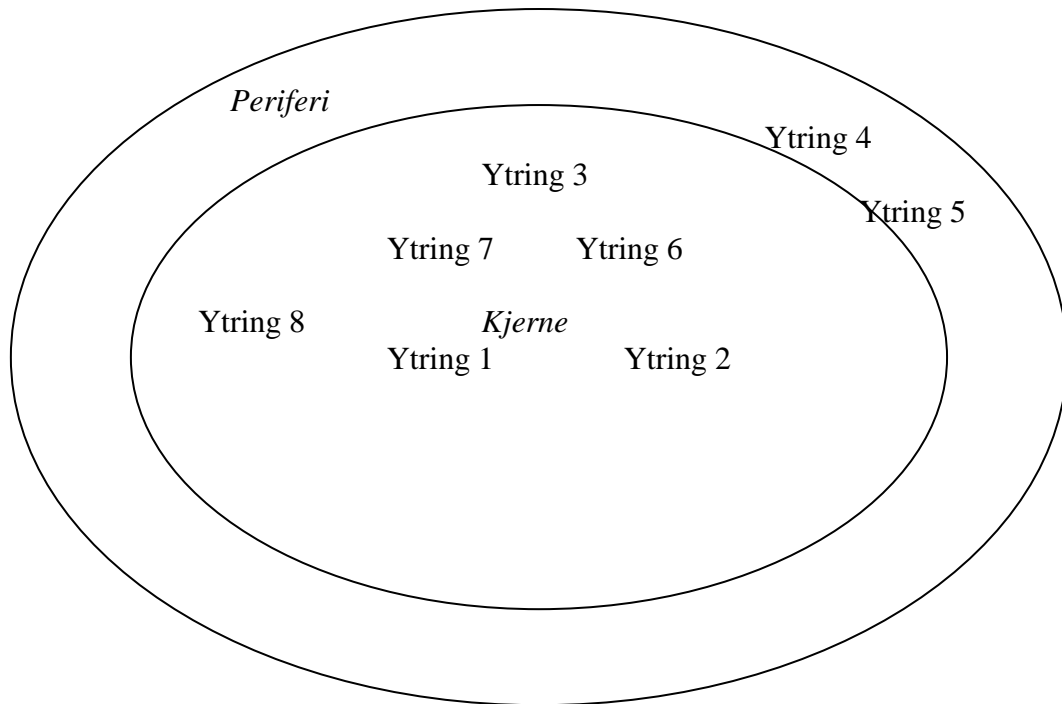 Periferi
Ytring 4
Ytring 3
Ytring 5
Ytring 7 Ytring 6
Ytring 8 Kjerne
Ytring 1 Ytring 2